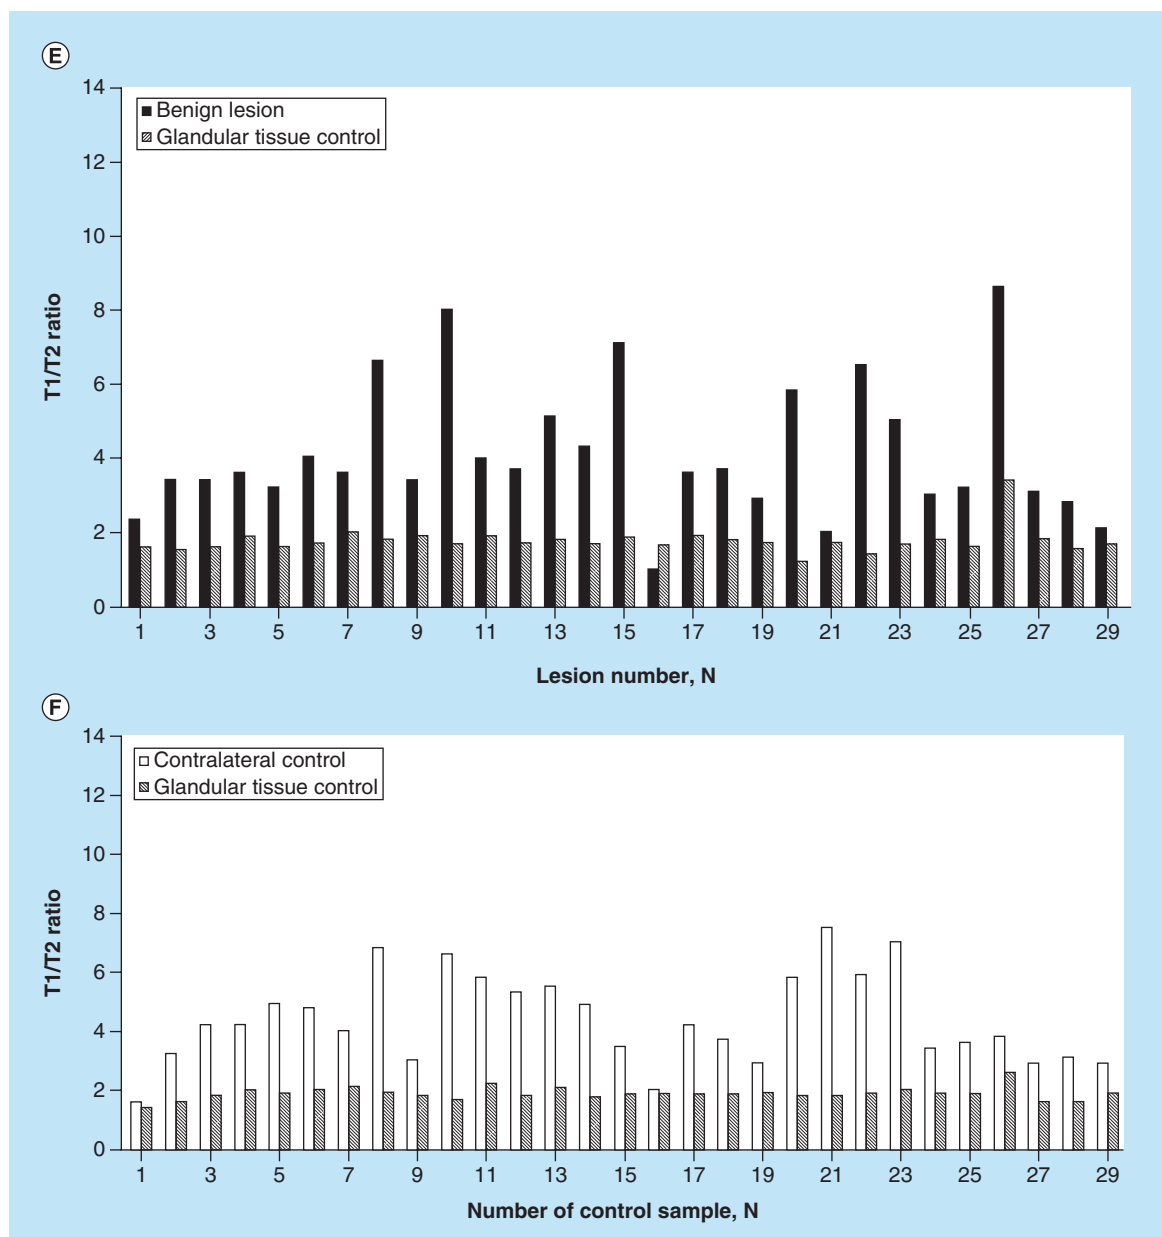 E
14
12
10
8
6
4
2
0
T1/T2 ratio
Benign lesion
Glandular tissue control
1 3 5 7 9 11 13 15 17 19 21 23 25 27 29
Lesion number, N
F
14
12
10
8
6
4
2
0
T1/T2 ratio
Contralateral control
Glandular tissue control
1 3 5 7 9 11 13 15 17 19 21 23 25 27 29
Number of control sample, N